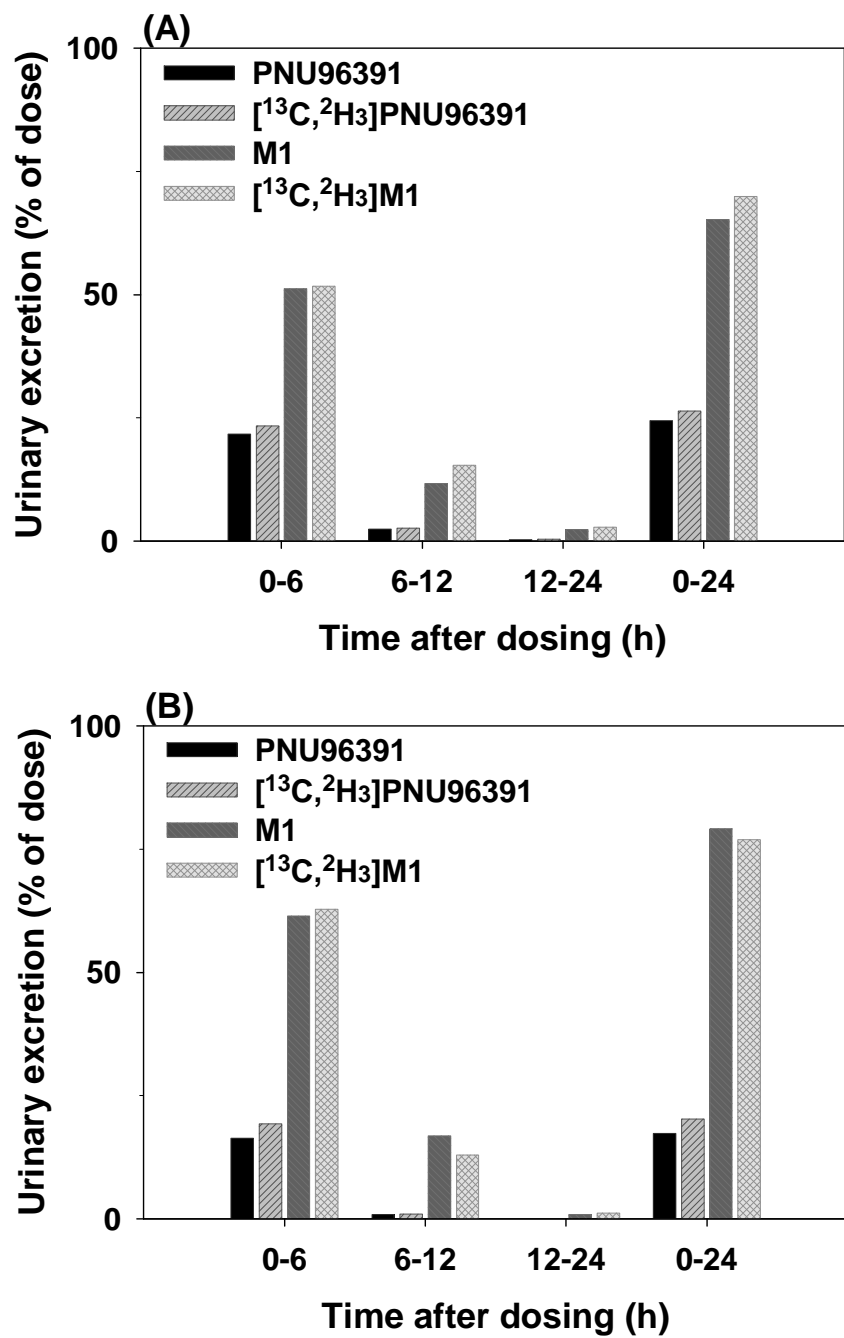 (A)
100
50
0
Urinary excretion (% of dose)
PNU96391
[¹³C,²H₃]PNU96391
M1
[¹³C,²H₃]M1
0-6 6-12 12-24 0-24
Time after dosing (h)
(B)
100
50
0
Urinary excretion (% of dose)
PNU96391
[¹³C,²H₃]PNU96391
M1
[¹³C,²H₃]M1
0-6 6-12 12-24 0-24
Time after dosing (h)